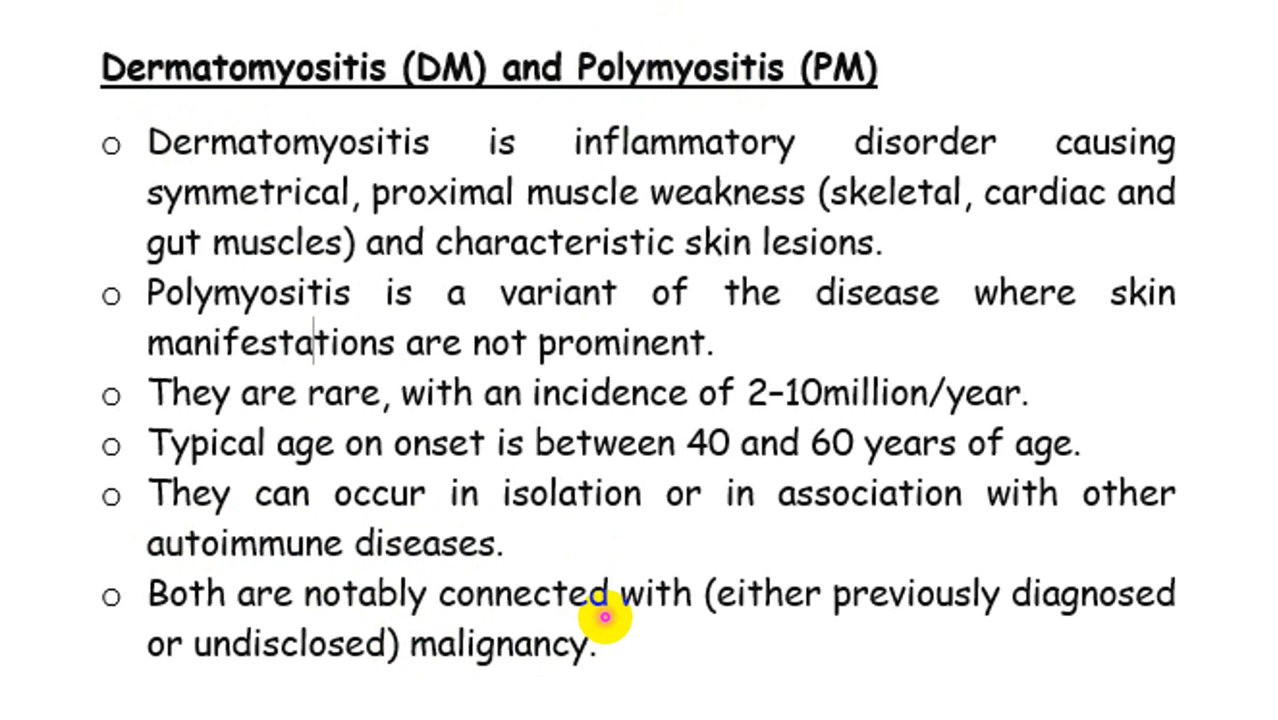 Dermatomyositis (DM) and Polymyositis (PM)
o Dermatomyositis is inflammatory disorder causing
symmetrical, proximal muscle weakness (skeletal, cardiac and
gut muscles) and characteristic skin lesions.
o Polymyositis is a variant of the disease where skin
manifestations are not prominent.
o They are rare, with an incidence of 2–10million/year.
o Typical age on onset is between 40 and 60 years of age.
o They can occur in isolation or in association with other
autoimmune diseases.
o Both are notably connected with (either previously diagnosed
or undisclosed) malignancy.